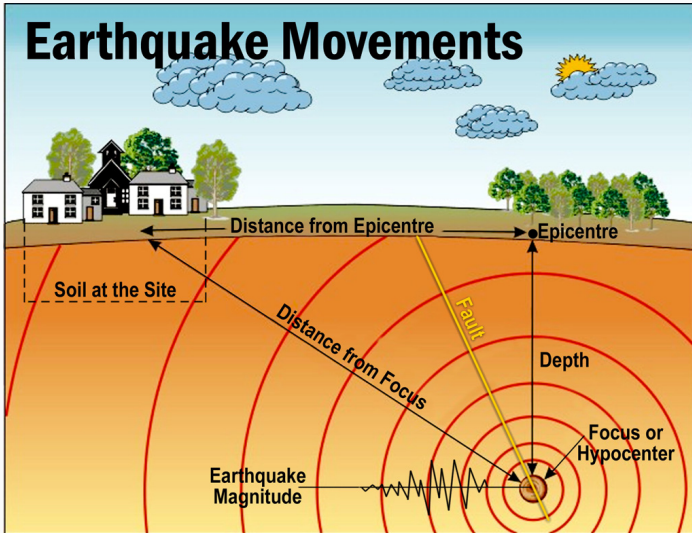 Earthquake Movements
Distance from Epicentre
Epicentre
Soil at the Site
Distance from Focus
Fault
Depth
Focus or
Hypocenter
Earthquake
Magnitude